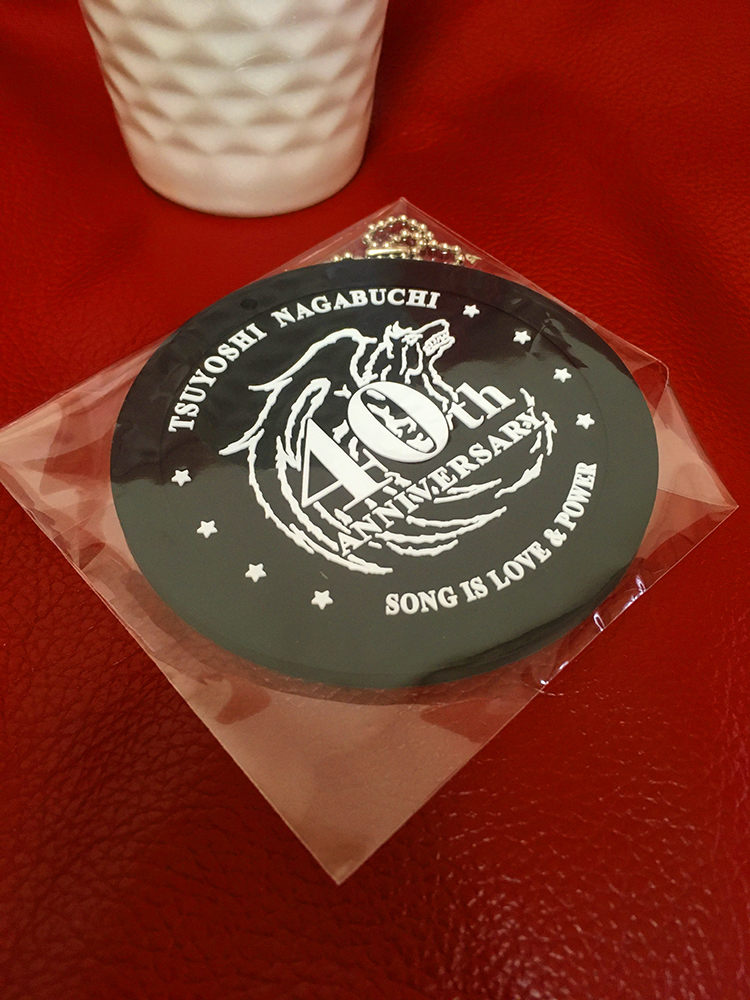 TSUYOSHI NAGABUCHI
40th
ANNIVERSARY
SONG IS LOVE & POWER